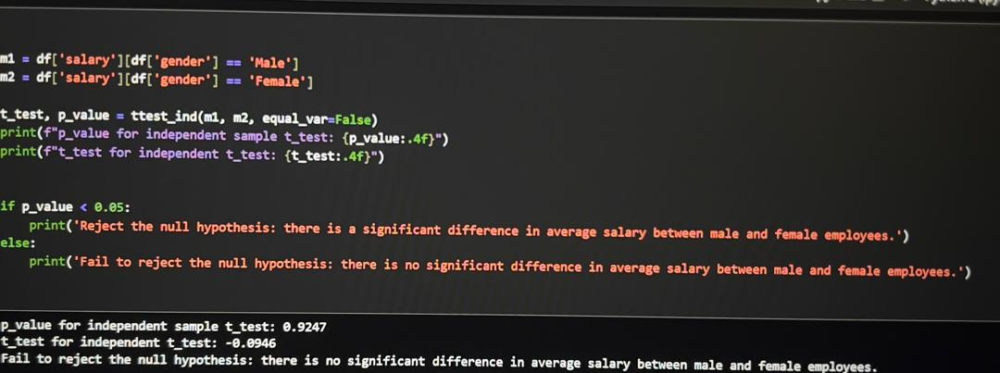 m1 = df['salary'][df['gender'] == 'Male']
m2 = df['salary'][df['gender'] == 'Female']
t_test, p_value = ttest_ind(m1, m2, equal_var=False)
print(f"p_value for independent sample t_test: {p_value:.4f}")
print(f"t_test for independent t_test: {t_test:.4f}")
if p_value < 0.05:
    print('Reject the null hypothesis: there is a significant difference in average salary between male and female employees.')
else:
    print('Fail to reject the null hypothesis: there is no significant difference in average salary between male and female employees.')
p_value for independent sample t_test: 0.9247
t_test for independent t_test: -0.0946
Fail to reject the null hypothesis: there is no significant difference in average salary between male and female employees.